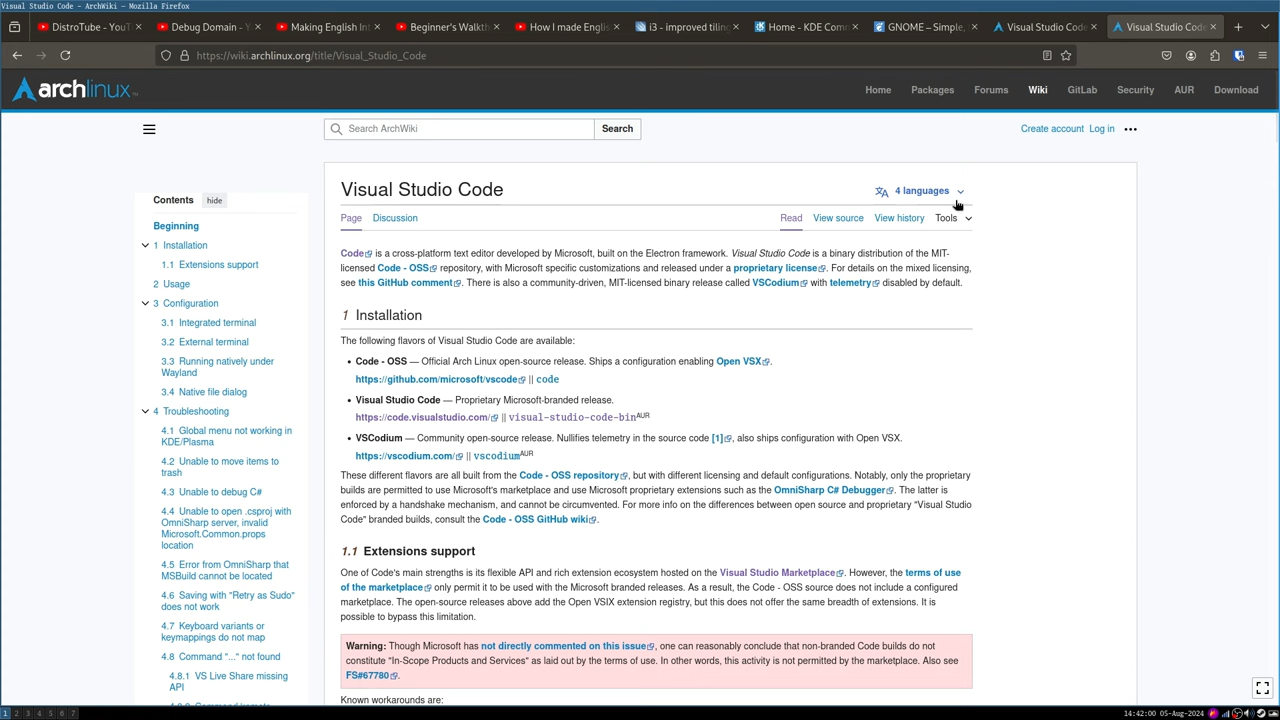 Visual Studio Code - ArchWiki — Mozilla Firefox
DistroTube - YouT
Debug Domain - Y
Making English In
Beginner's Walkth
How I made Englis
i3 - improved tiling
Home - KDE Comm
GNOME – Simple,
Visual Studio Code
Visual Studio Code
https://wiki.archlinux.org/title/Visual_Studio_Code
archlinux
Home Packages Forums Wiki GitLab Security AUR Download
Search ArchWiki Search
Create account Log in
Visual Studio Code
4 languages
Page Discussion Read View source View history Tools
Contents hide
Beginning
1 Installation
1.1 Extensions support
2 Usage
3 Configuration
3.1 Integrated terminal
3.2 External terminal
3.3 Running natively under
Wayland
3.4 Native file dialog
4 Troubleshooting
4.1 Global menu not working in
KDE/Plasma
4.2 Unable to move items to
trash
4.3 Unable to debug C#
4.4 Unable to open .csproj with
OmniSharp server, invalid
Microsoft.Common.props
location
4.5 Error from OmniSharp that
MSBuild cannot be located
4.6 Saving with "Retry as Sudo"
does not work
4.7 Keyboard variants or
keymappings do not map
4.8 Command "..." not found
4.8.1 VS Live Share missing
API
Code is a cross-platform text editor developed by Microsoft, built on the Electron framework. Visual Studio Code is a binary distribution of the MIT-
licensed Code - OSS repository, with Microsoft specific customizations and released under a proprietary license. For details on the mixed licensing,
see this GitHub comment. There is also a community-driven, MIT-licensed binary release called VSCodium with telemetry disabled by default.
1 Installation
The following flavors of Visual Studio Code are available:
• Code - OSS — Official Arch Linux open-source release. Ships a configuration enabling Open VSX.
https://github.com/microsoft/vscode || code
• Visual Studio Code — Proprietary Microsoft-branded release.
https://code.visualstudio.com/ || visual-studio-code-binAUR
• VSCodium — Community open-source release. Nullifies telemetry in the source code [1], also ships configuration with Open VSX.
https://vscodium.com/ || vscodiumAUR
These different flavors are all built from the Code - OSS repository, but with different licensing and default configurations. Notably, only the proprietary
builds are permitted to use Microsoft's marketplace and use Microsoft proprietary extensions such as the OmniSharp C# Debugger. The latter is
enforced by a handshake mechanism, and cannot be circumvented. For more info on the differences between open source and proprietary "Visual Studio
Code" branded builds, consult the Code - OSS GitHub wiki.
1.1 Extensions support
One of Code's main strengths is its flexible API and rich extension ecosystem hosted on the Visual Studio Marketplace. However, the terms of use
of the marketplace only permit it to be used with the Microsoft branded releases. As a result, the Code - OSS source does not include a configured
marketplace. The open-source releases above add the Open VSIX extension registry, but this does not offer the same breadth of extensions. It is
possible to bypass this limitation.
Warning: Though Microsoft has not directly commented on this issue, one can reasonably conclude that non-branded Code builds do not
constitute "In-Scope Products and Services" as laid out by the terms of use. In other words, this activity is not permitted by the marketplace. Also see
FS#67780.
Known workarounds are:
1 2 3 4 5 6 7
14:42:00 05-Aug-2024